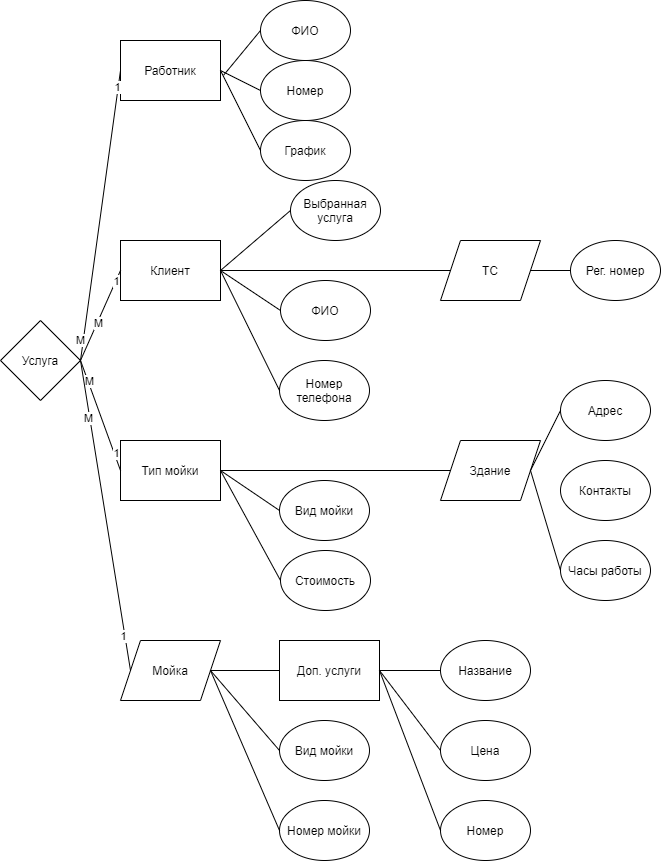 ФИО
Работник
Номер
График
Выбранная
услуга
Клиент
ТС
Рег. номер
ФИО
Номер
телефона
Услуга
1
1
М
М
М
М
1
1
Адрес
Тип мойки
Здание
Контакты
Вид мойки
Часы работы
Стоимость
Мойка
Доп. услуги
Название
Вид мойки
Цена
Номер мойки
Номер